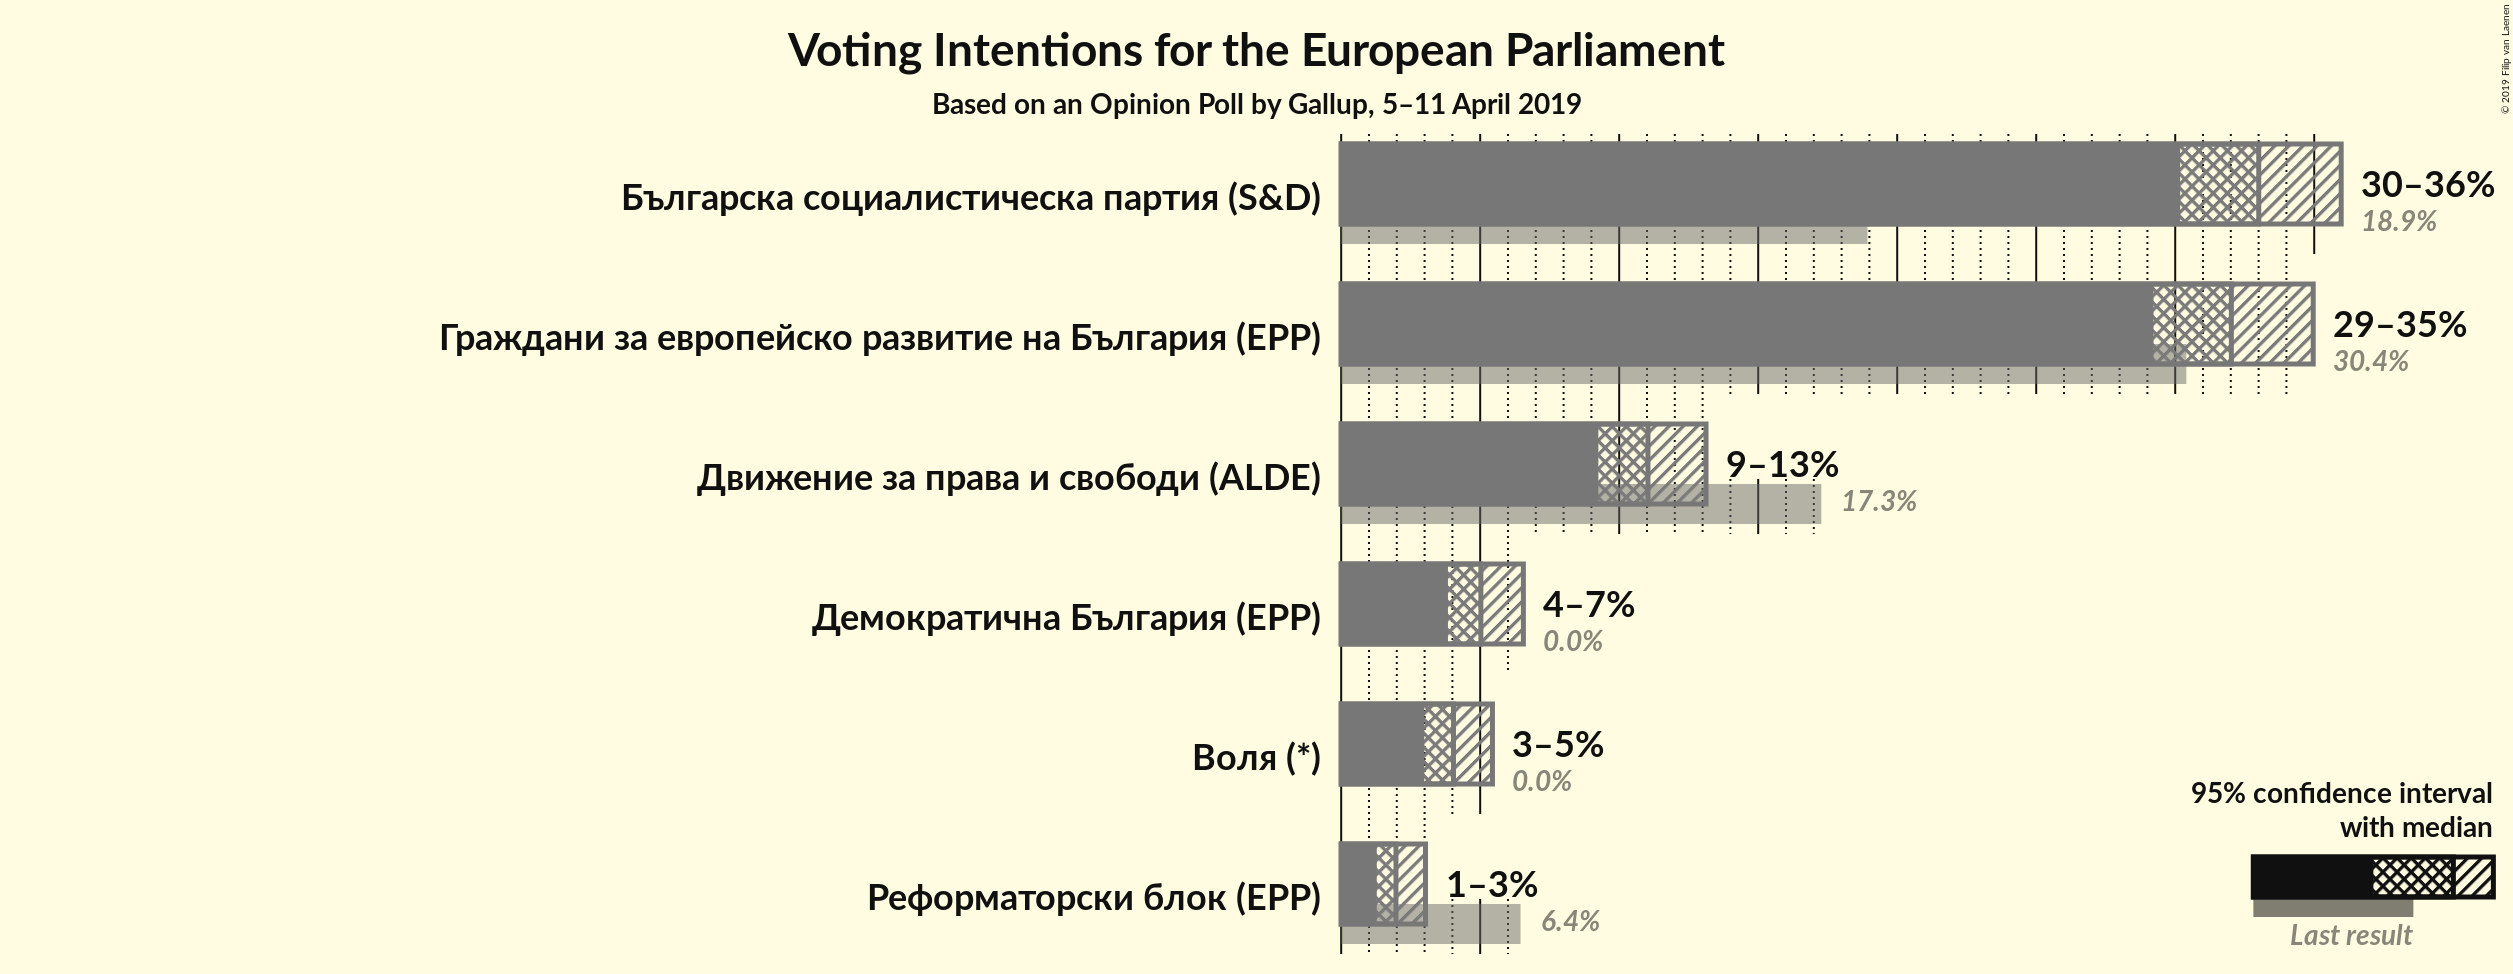 Voting Intentions for the European Parliament
Based on an Opinion Poll by Gallup, 5–11 April 2019
© 2019 Filip van Laenen
Българска социалистическа партия (S&D)
30–36%
18.9%
Граждани за европейско развитие на България (EPP)
29–35%
30.4%
Движение за права и свободи (ALDE)
9–13%
17.3%
Демократична България (EPP)
4–7%
0.0%
Воля (*)
3–5%
0.0%
Реформаторски блок (EPP)
1–3%
6.4%
95% confidence interval
with median
Last result